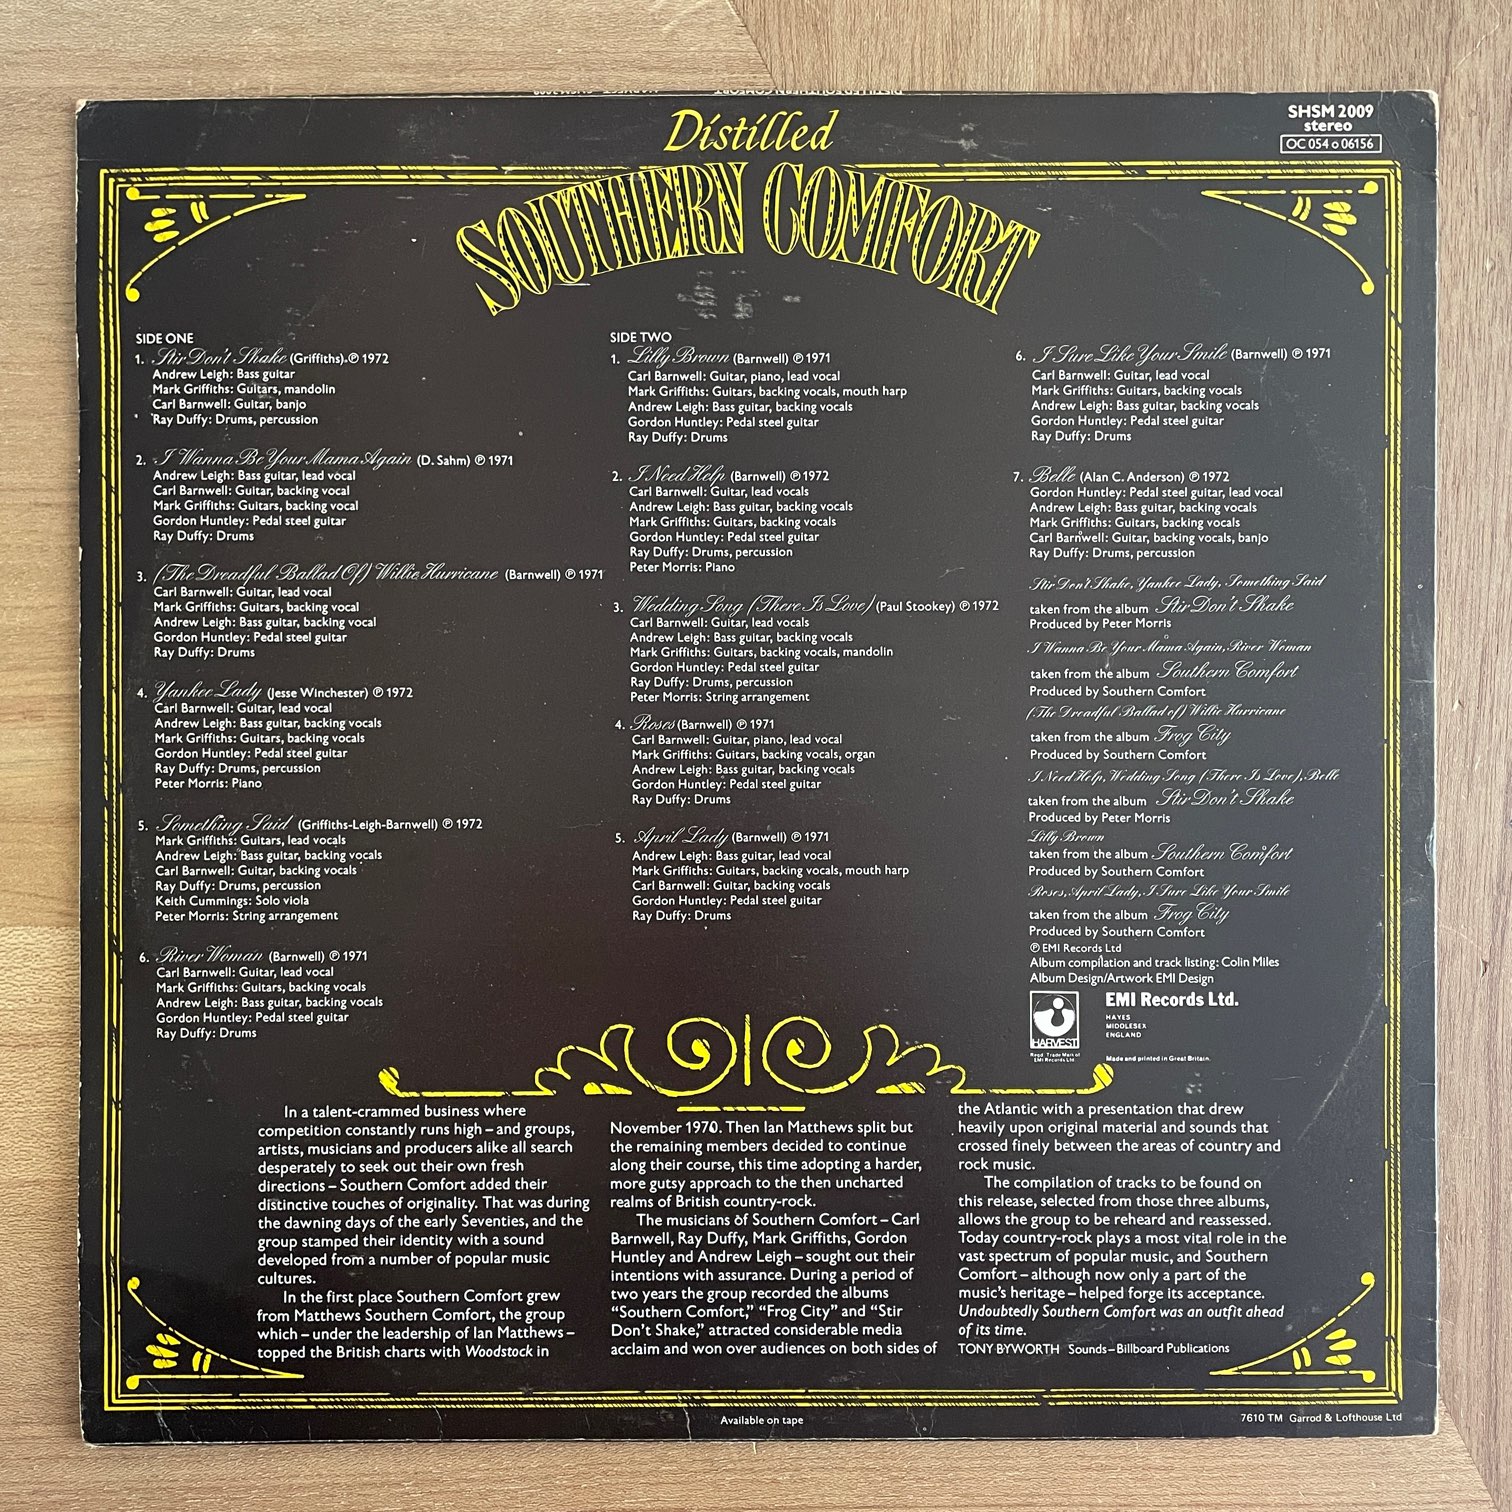 Distilled
SHSM 2009
stereo
OC 054 o 06156
SOUTHERN COMFORT
SIDE ONE
1. Stir Don't Shake (Griffiths). ℗ 1972
Andrew Leigh: Bass guitar
Mark Griffiths: Guitars, mandolin
Carl Barnwell: Guitar, banjo
Ray Duffy: Drums, percussion
2. I Wanna Be Your Mama Again (D. Sahm) ℗ 1971
Andrew Leigh: Bass guitar, lead vocal
Carl Barnwell: Guitar, backing vocal
Mark Griffiths: Guitars, backing vocal
Gordon Huntley: Pedal steel guitar
Ray Duffy: Drums
3. (The Dreadful Ballad Of) Willie Hurricane (Barnwell) ℗ 1971
Carl Barnwell: Guitar, lead vocal
Mark Griffiths: Guitars, backing vocal
Andrew Leigh: Bass guitar, backing vocal
Gordon Huntley: Pedal steel guitar
Ray Duffy: Drums
4. Yankee Lady (Jesse Winchester) ℗ 1972
Carl Barnwell: Guitar, lead vocal
Andrew Leigh: Bass guitar, backing vocals
Mark Griffiths: Guitars, backing vocals
Gordon Huntley: Pedal steel guitar
Ray Duffy: Drums, percussion
Peter Morris: Piano
5. Something Said (Griffiths-Leigh-Barnwell) ℗ 1972
Mark Griffiths: Guitars, lead vocals
Andrew Leigh: Bass guitar, backing vocals
Carl Barnwell: Guitar, backing vocals
Ray Duffy: Drums, percussion
Keith Cummings: Solo viola
Peter Morris: String arrangement
6. River Woman (Barnwell) ℗ 1971
Carl Barnwell: Guitar, lead vocal
Mark Griffiths: Guitars, backing vocals
Andrew Leigh: Bass guitar, backing vocals
Gordon Huntley: Pedal steel guitar
Ray Duffy: Drums
SIDE TWO
1. Lilly Brown (Barnwell) ℗ 1971
Carl Barnwell: Guitar, piano, lead vocal
Mark Griffiths: Guitars, backing vocals, mouth harp
Andrew Leigh: Bass guitar, backing vocals
Gordon Huntley: Pedal steel guitar
Ray Duffy: Drums
2. I Need Help (Barnwell) ℗ 1972
Carl Barnwell: Guitar, lead vocals
Andrew Leigh: Bass guitar, backing vocals
Mark Griffiths: Guitars, backing vocals
Gordon Huntley: Pedal steel guitar
Ray Duffy: Drums, percussion
Peter Morris: Piano
3. Wedding Song (There Is Love) (Paul Stookey) ℗ 1972
Carl Barnwell: Guitar, lead vocals
Andrew Leigh: Bass guitar, backing vocals
Mark Griffiths: Guitars, backing vocals, mandolin
Gordon Huntley: Pedal steel guitar
Ray Duffy: Drums, percussion
Peter Morris: String arrangement
4. Roses (Barnwell) ℗ 1971
Carl Barnwell: Guitar, piano, lead vocal
Mark Griffiths: Guitars, backing vocals, organ
Andrew Leigh: Bass guitar, backing vocals
Gordon Huntley: Pedal steel guitar
Ray Duffy: Drums
5. April Lady (Barnwell) ℗ 1971
Andrew Leigh: Bass guitar, lead vocal
Mark Griffiths: Guitars, backing vocals, mouth harp
Carl Barnwell: Guitar, backing vocals
Gordon Huntley: Pedal steel guitar
Ray Duffy: Drums
6. I Sure Like Your Smile (Barnwell) ℗ 1971
Carl Barnwell: Guitar, lead vocal
Mark Griffiths: Guitars, backing vocals
Andrew Leigh: Bass guitar, backing vocals
Gordon Huntley: Pedal steel guitar
Ray Duffy: Drums
7. Belle (Alan C. Anderson) ℗ 1972
Gordon Huntley: Pedal steel guitar, lead vocal
Andrew Leigh: Bass guitar, backing vocals
Mark Griffiths: Guitars, backing vocals
Carl Barnwell: Guitar, backing vocals, banjo
Ray Duffy: Drums, percussion
Stir Don't Shake, Yankee Lady, Something Said
taken from the album Stir Don't Shake
Produced by Peter Morris
I Wanna Be Your Mama Again, River Woman
taken from the album Southern Comfort
Produced by Southern Comfort
(The Dreadful Ballad of) Willie Hurricane
taken from the album Frog City
Produced by Southern Comfort
I Need Help, Wedding Song (There Is Love), Belle
taken from the album Stir Don't Shake
Produced by Peter Morris
Lilly Brown
taken from the album Southern Comfort
Produced by Southern Comfort
Roses, April Lady, I Sure Like Your Smile
taken from the album Frog City
Produced by Southern Comfort
℗ EMI Records Ltd
Album compilation and track listing: Colin Miles
Album Design/Artwork EMI Design
HARVEST
Regd Trade Mark of
EMI Records Ltd.
EMI Records Ltd.
HAYES
MIDDLESEX
ENGLAND
Made and printed in Great Britain.
In a talent-crammed business where
competition constantly runs high – and groups,
artists, musicians and producers alike all search
desperately to seek out their own fresh
directions – Southern Comfort added their
distinctive touches of originality. That was during
the dawning days of the early Seventies, and the
group stamped their identity with a sound
developed from a number of popular music
cultures.
In the first place Southern Comfort grew
from Matthews Southern Comfort, the group
which – under the leadership of Ian Matthews –
topped the British charts with Woodstock in
November 1970. Then Ian Matthews split but
the remaining members decided to continue
along their course, this time adopting a harder,
more gutsy approach to the then uncharted
realms of British country-rock.
The musicians of Southern Comfort – Carl
Barnwell, Ray Duffy, Mark Griffiths, Gordon
Huntley and Andrew Leigh – sought out their
intentions with assurance. During a period of
two years the group recorded the albums
“Southern Comfort,” “Frog City” and “Stir
Don't Shake,” attracted considerable media
acclaim and won over audiences on both sides of
the Atlantic with a presentation that drew
heavily upon original material and sounds that
crossed finely between the areas of country and
rock music.
The compilation of tracks to be found on
this release, selected from those three albums,
allows the group to be reheard and reassessed.
Today country-rock plays a most vital role in the
vast spectrum of popular music, and Southern
Comfort – although now only a part of the
music's heritage – helped forge its acceptance.
Undoubtedly Southern Comfort was an outfit ahead
of its time.
TONY BYWORTH Sounds – Billboard Publications
Available on tape
7610 TM Garrod & Lofthouse Ltd